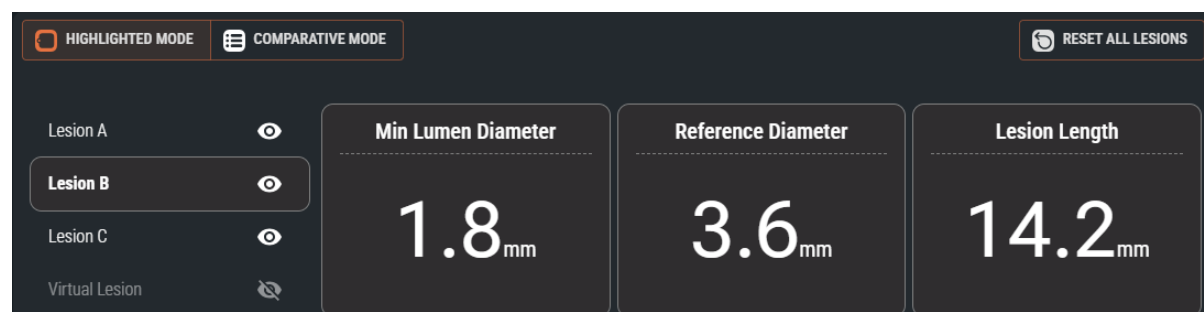 HIGHLIGHTED MODE
COMPARATIVE MODE
RESET ALL LESIONS
Lesion A
Lesion B
Lesion C
Virtual Lesion
Min Lumen Diameter
1.8mm
Reference Diameter
3.6mm
Lesion Length
14.2mm